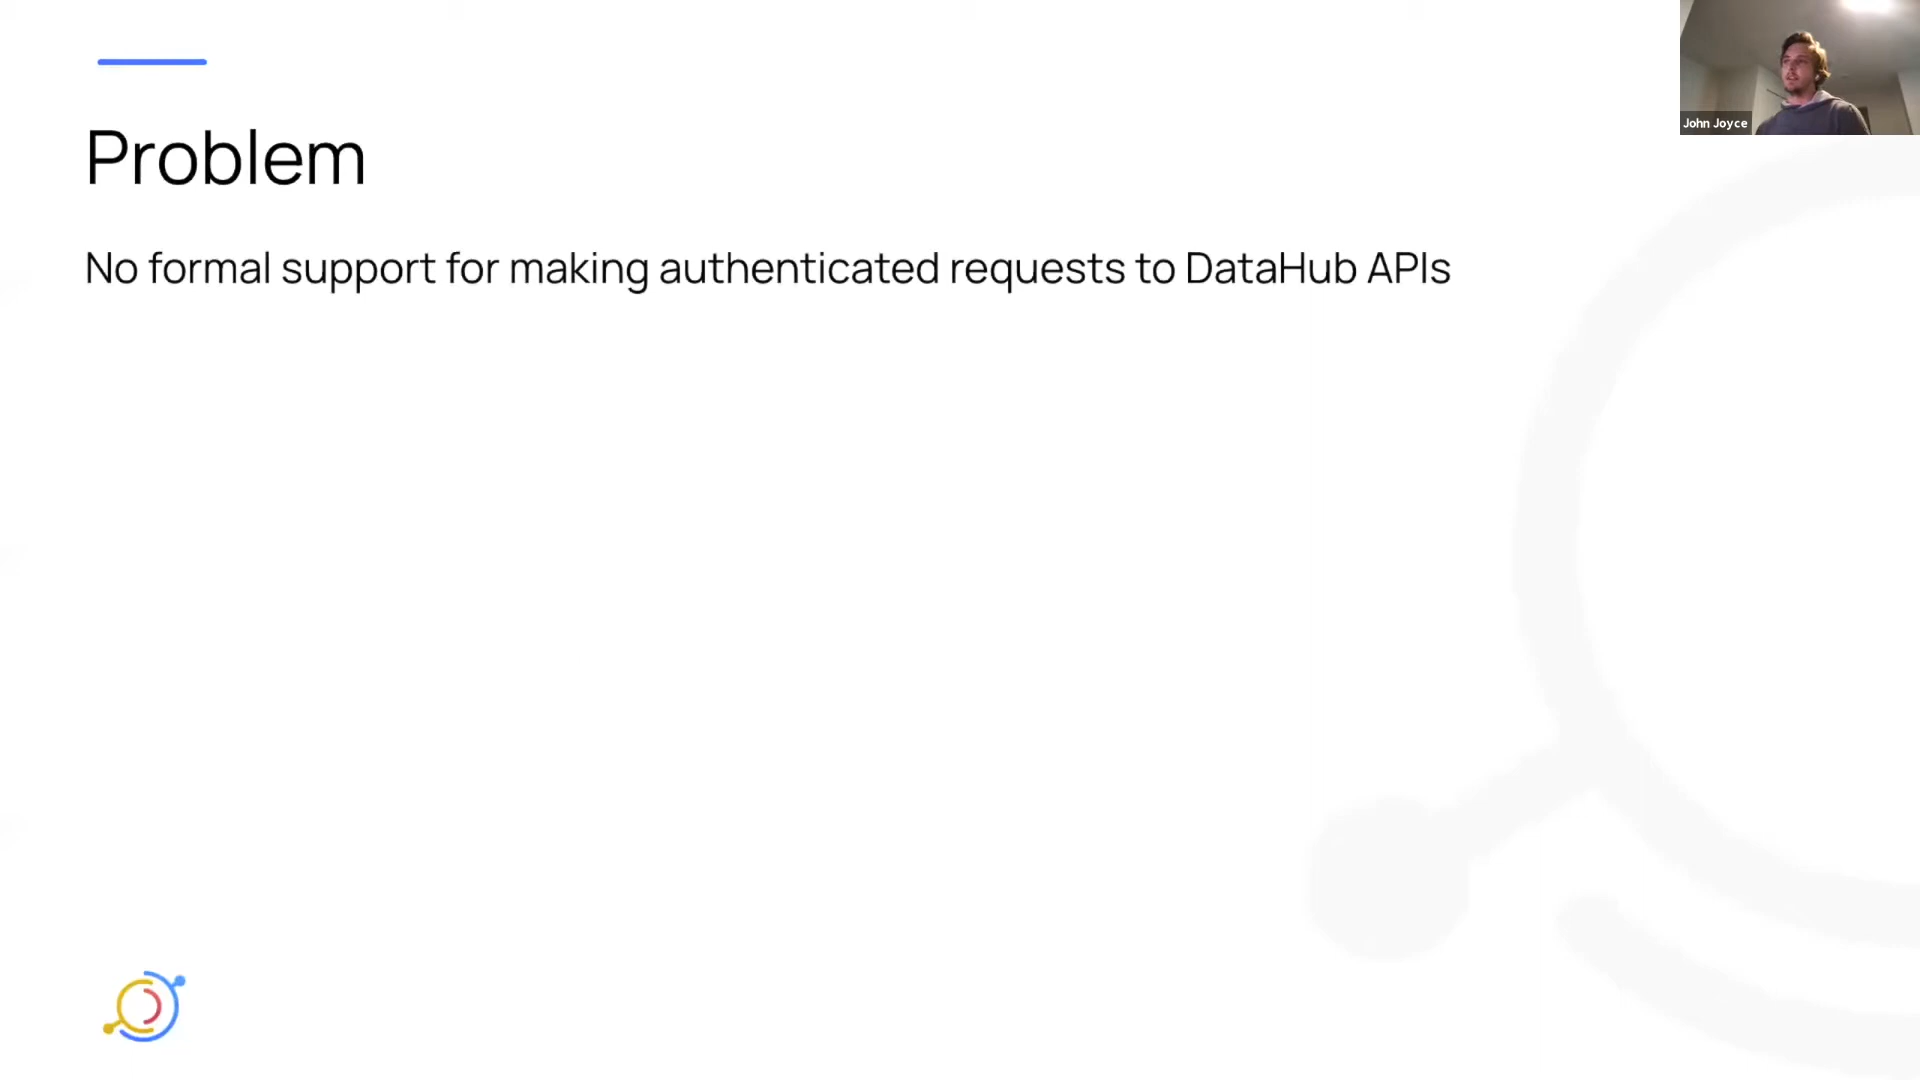 Problem
No formal support for making authenticated requests to DataHub APIs
John Joyce